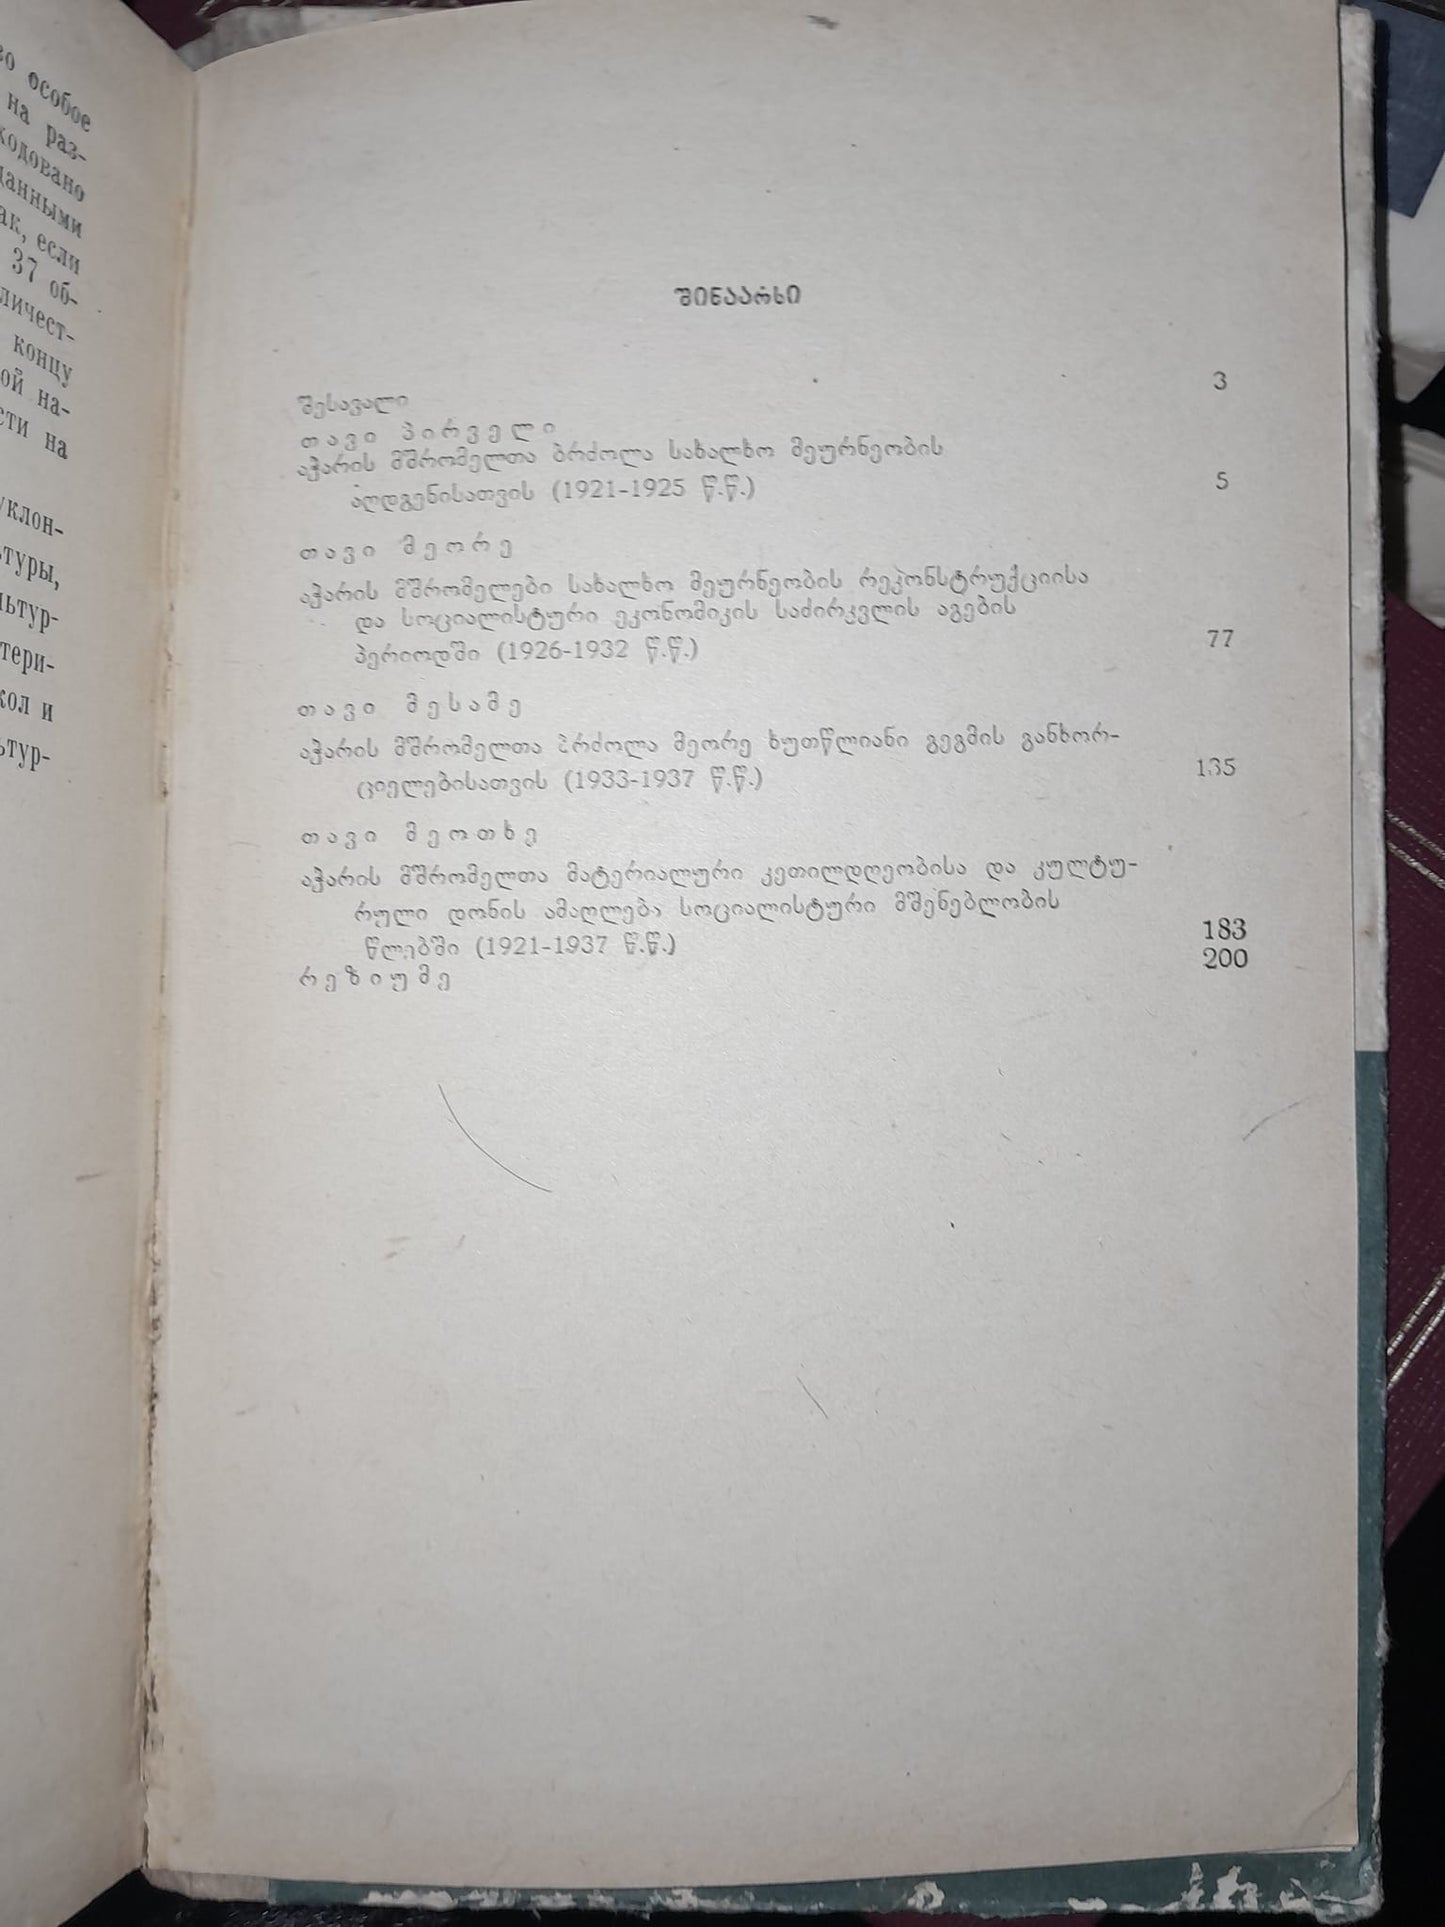 во особое
на раз-
кодовано
данными
ак, если
37 об-
личест-
концу
ой на-
сти на
уклон-
туры,
льтур-
тери-
кол и
ьтур-
ᲨᲘᲜᲐᲐᲠᲡᲘ
შესავალი 3
თავი პირველი
აჭარის მშრომელთა ბრძოლა სახალხო მეურნეობის
აღდგენისათვის (1921-1925 წ.წ.) 5
თავი მეორე
აჭარის მშრომელები სახალხო მეურნეობის რეკონსტრუქციისა
და სოციალისტური ეკონომიკის საძირკვლის აგების
პერიოდში (1926-1932 წ.წ.) 77
თავი მესამე
აჭარის მშრომელთა ბრძოლა მეორე ხუთწლიანი გეგმის განხორ-
ციელებისათვის (1933-1937 წ.წ.) 135
თავი მეოთხე
აჭარის მშრომელთა მატერიალური კეთილდღეობისა და კულტუ-
რული დონის ამაღლება სოციალისტური მშენებლობის
წლებში (1921-1937 წ.წ.) 183
რეზიუმე 200